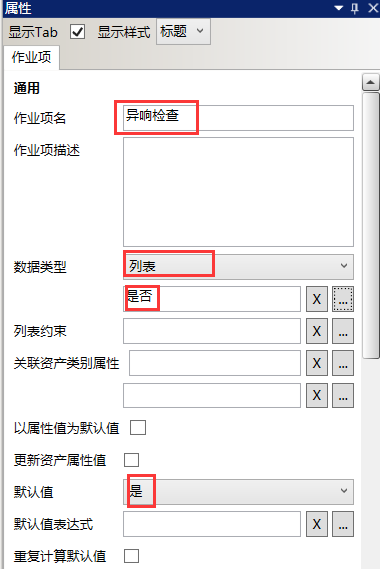 属性
显示Tab 显示样式 标题
作业项
通用
作业项名 异响检查
作业项描述
数据类型 列表
是否 X ...
列表约束 X ...
关联资产类别属性 X ...
X ...
以属性值为默认值
更新资产属性值
默认值 是
默认值表达式 X ...
重复计算默认值